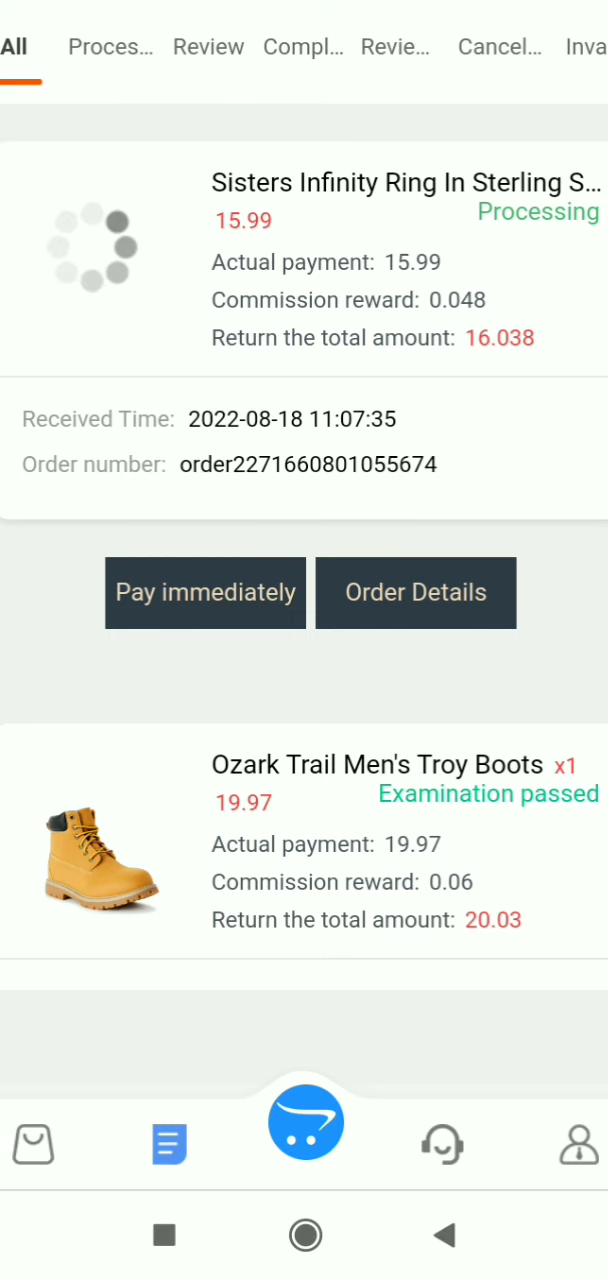 All Proces... Review Compl... Revie... Cancel... Inva
Sisters Infinity Ring In Sterling S...
15.99 Processing
Actual payment: 15.99
Commission reward: 0.048
Return the total amount: 16.038
Received Time: 2022-08-18 11:07:35
Order number: order2271660801055674
Pay immediately Order Details
Ozark Trail Men's Troy Boots x1
19.97 Examination passed
Actual payment: 19.97
Commission reward: 0.06
Return the total amount: 20.03